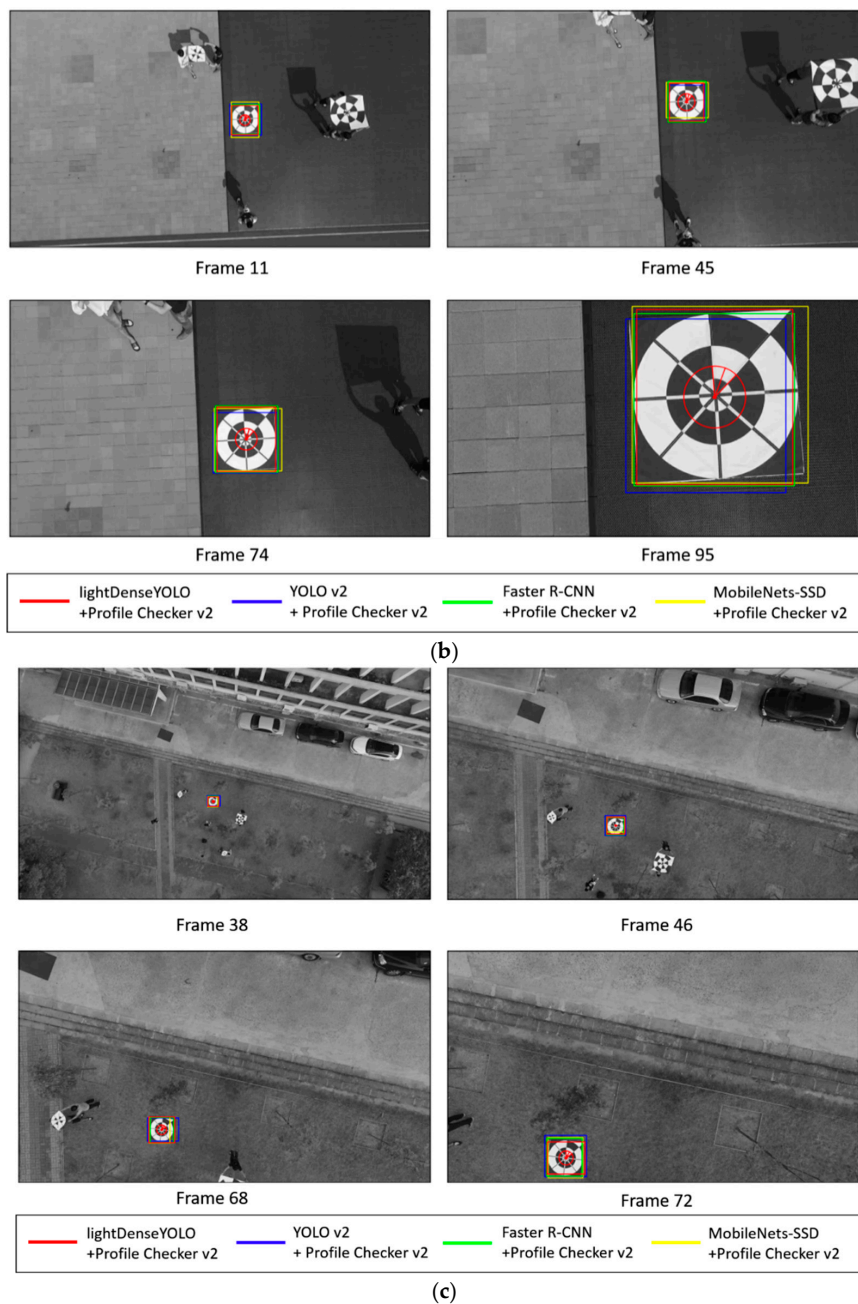 Frame 11
Frame 45
Frame 74
Frame 95
lightDenseYOLO
+Profile Checker v2
YOLO v2
+ Profile Checker v2
Faster R-CNN
+Profile Checker v2
MobileNets-SSD
+Profile Checker v2
(b)
Frame 38
Frame 46
Frame 68
Frame 72
lightDenseYOLO
+Profile Checker v2
YOLO v2
+ Profile Checker v2
Faster R-CNN
+Profile Checker v2
MobileNets-SSD
+Profile Checker v2
(c)